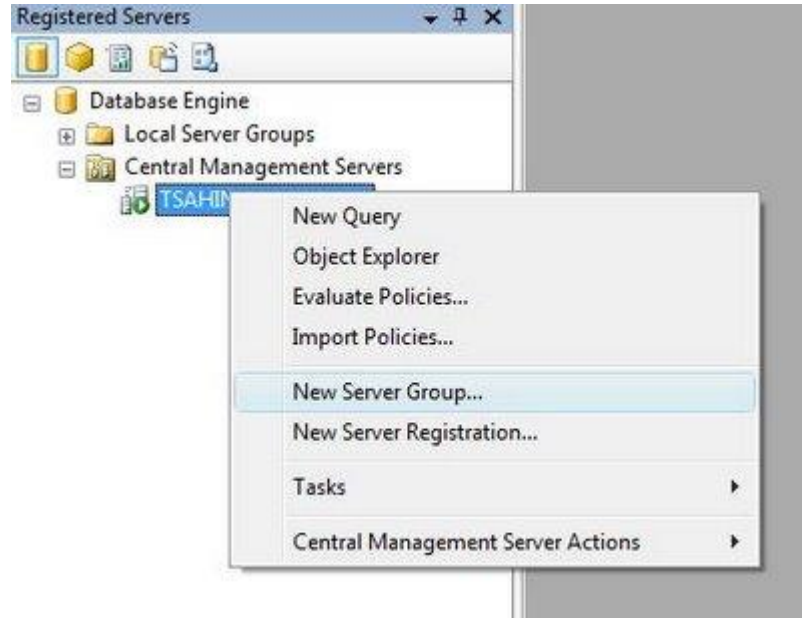 Registered Servers
Database Engine
Local Server Groups
Central Management Servers
New Query
Object Explorer
Evaluate Policies...
Import Policies...
New Server Group...
New Server Registration...
Tasks
Central Management Server Actions